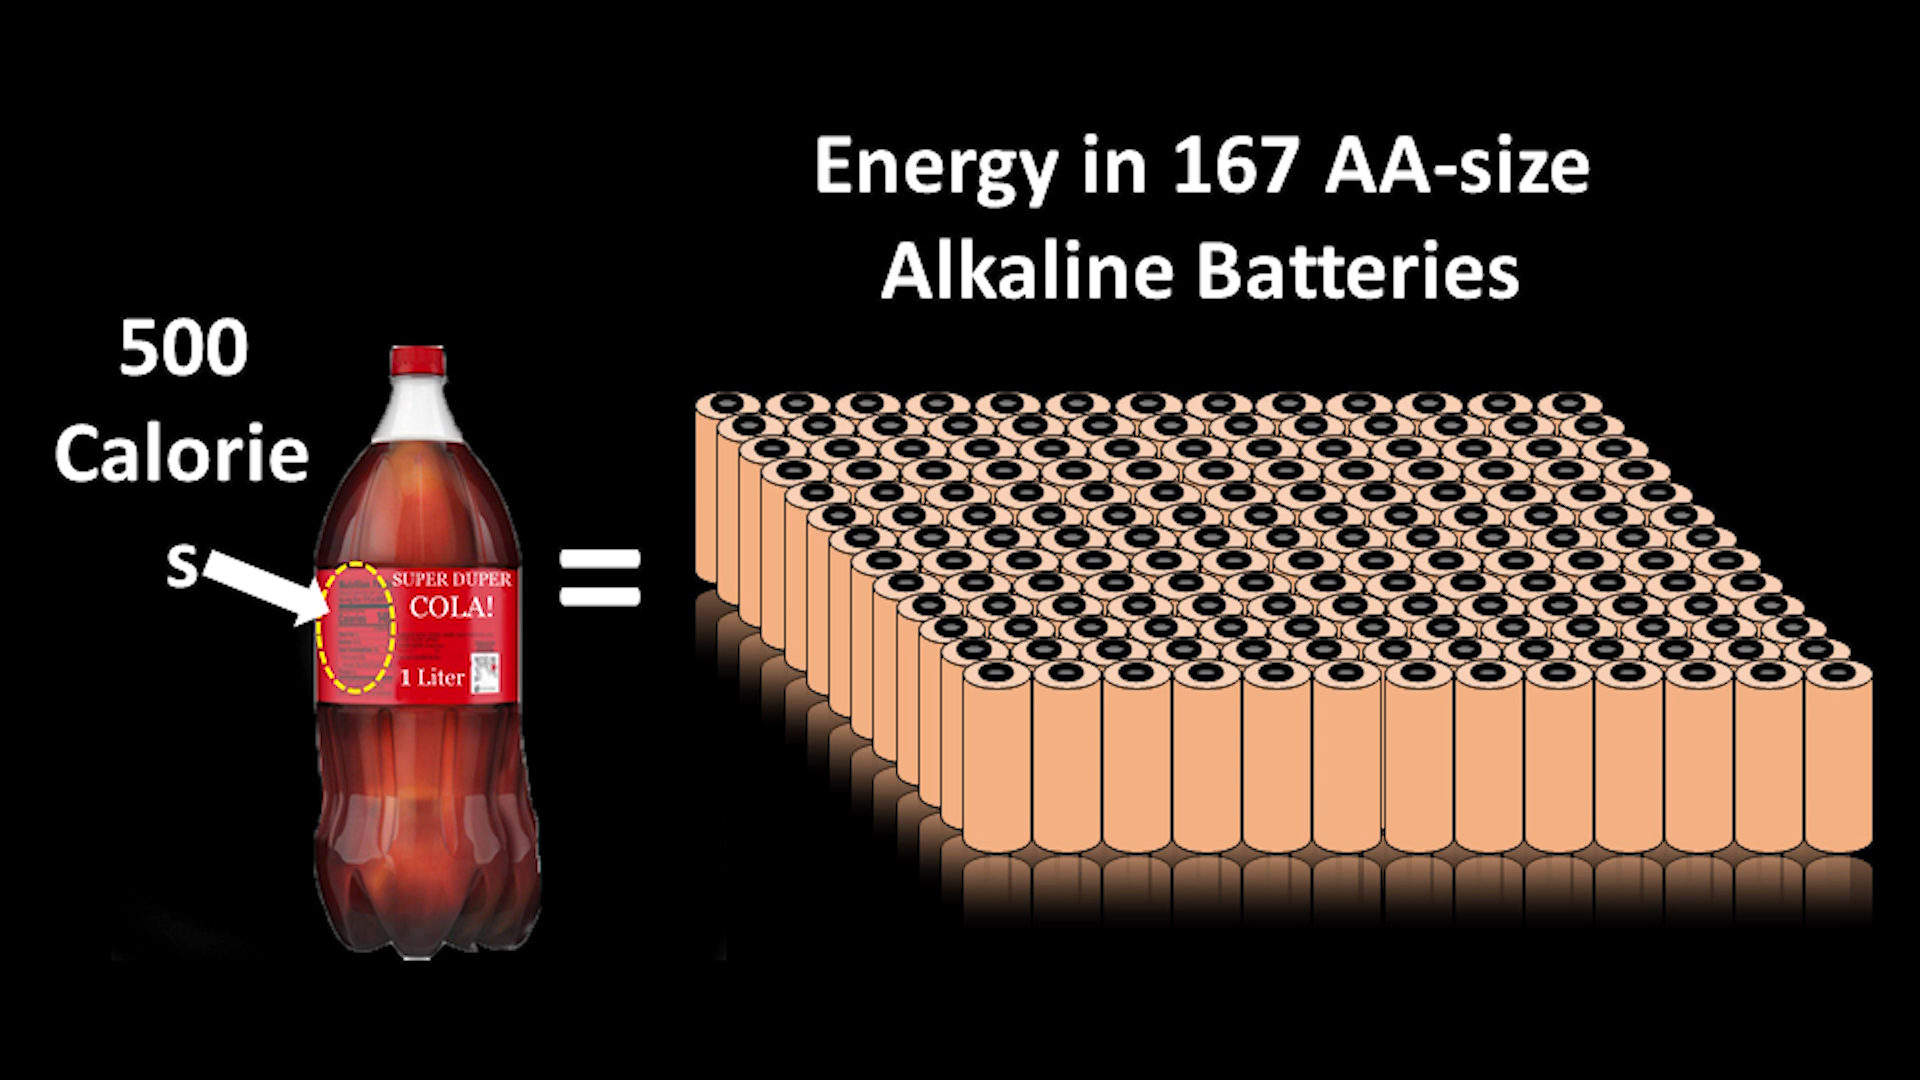 Energy in 167 AA-size
Alkaline Batteries
500
Calorie
s
SUPER DUPER
COLA!
1 Liter